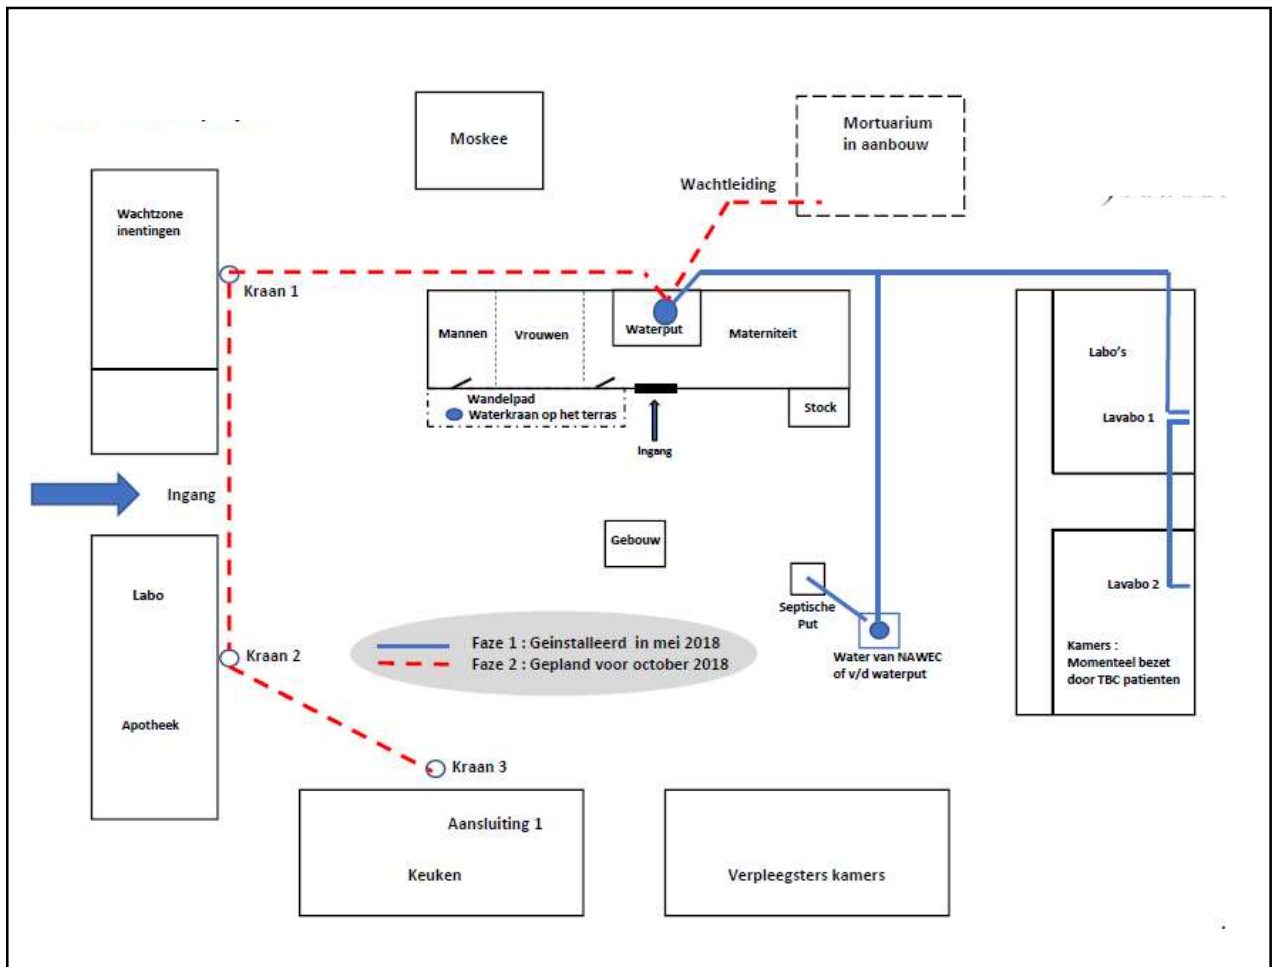 Moskee
Mortuarium
in aanbouw
Wachtleiding
Wachtzone
inentingen
Kraan 1
Mannen
Vrouwen
Waterput
Materniteit
Labo's
Wandelpad
Waterkraan op het terras
Stock
Lavabo 1
Ingang
Ingang
Gebouw
Labo
Septische
Put
Lavabo 2
Faze 1 : Geinstalleerd in mei 2018
Faze 2 : Gepland voor october 2018
Kraan 2
Water van NAWEC
of v/d waterput
Kamers :
Momenteel bezet
door TBC patienten
Apotheek
Kraan 3
Aansluiting 1
Keuken
Verpleegsters kamers